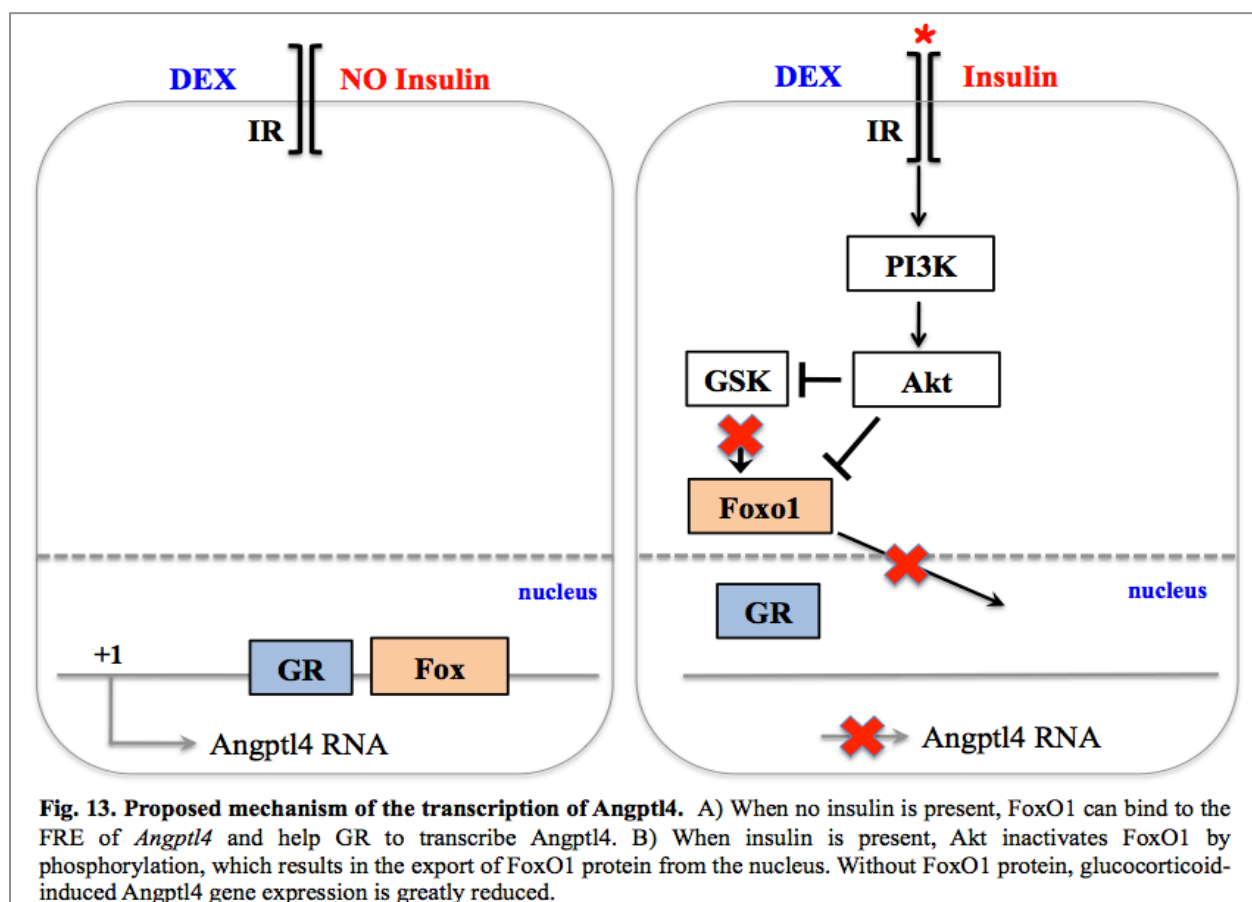 DEX NO Insulin
IR
nucleus
+1
GR Fox
Angptl4 RNA
*
DEX Insulin
IR
PI3K
GSK Akt
Foxo1
GR nucleus
Angptl4 RNA
Fig. 13. Proposed mechanism of the transcription of Angptl4. A) When no insulin is present, FoxO1 can bind to the
FRE of Angptl4 and help GR to transcribe Angptl4. B) When insulin is present, Akt inactivates FoxO1 by
phosphorylation, which results in the export of FoxO1 protein from the nucleus. Without FoxO1 protein, glucocorticoid-
induced Angptl4 gene expression is greatly reduced.